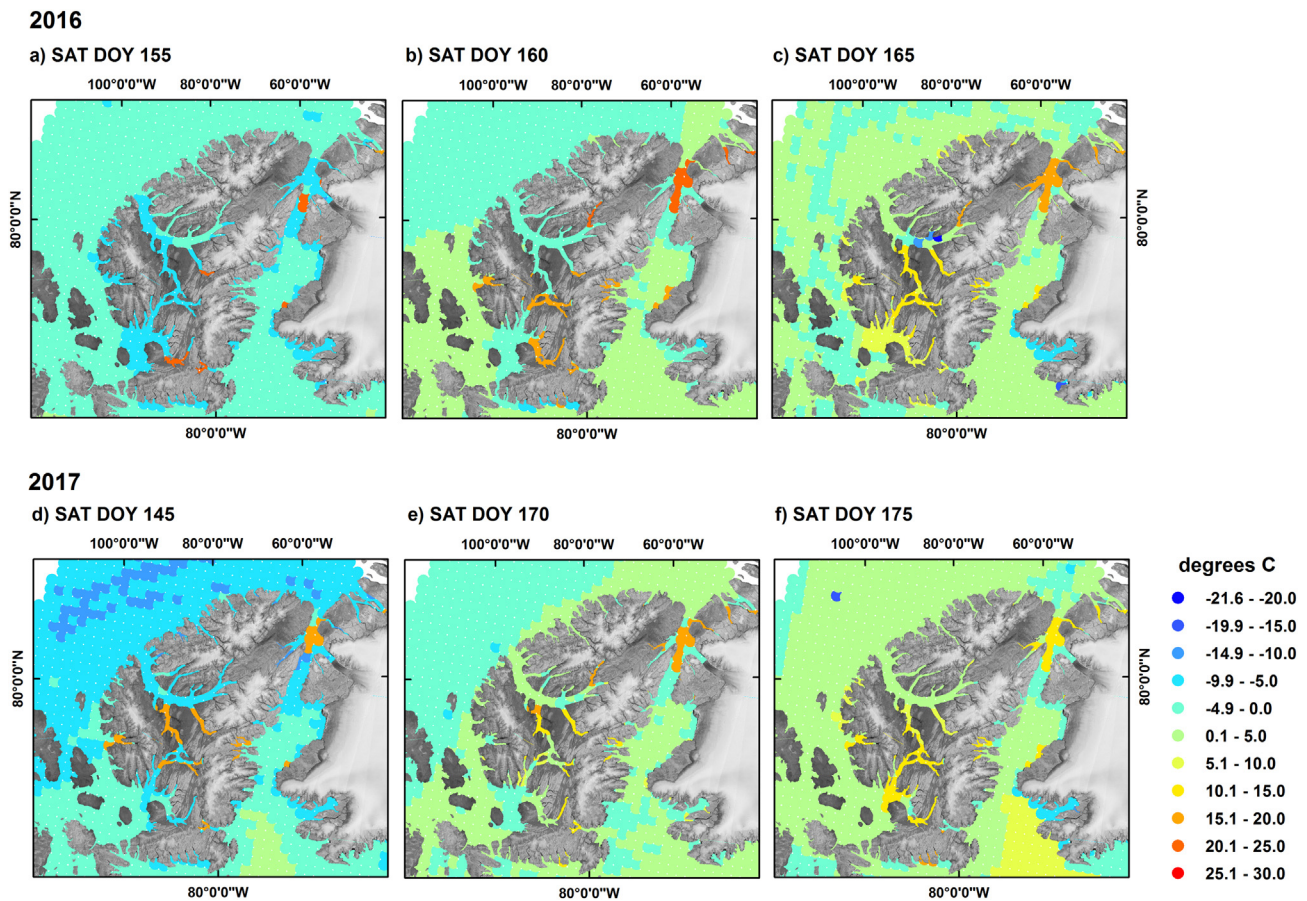 2016
a) SAT DOY 155
b) SAT DOY 160
c) SAT DOY 165
100°0'0"W 80°0'0"W 60°0'0"W
100°0'0"W 80°0'0"W 60°0'0"W
100°0'0"W 80°0'0"W 60°0'0"W
80°0'0"N
80°0'0"N
80°0'0"W
80°0'0"W
80°0'0"W
2017
d) SAT DOY 145
e) SAT DOY 170
f) SAT DOY 175
100°0'0"W 80°0'0"W 60°0'0"W
100°0'0"W 80°0'0"W 60°0'0"W
100°0'0"W 80°0'0"W 60°0'0"W
80°0'0"N
80°0'0"N
80°0'0"W
80°0'0"W
80°0'0"W
degrees C
-21.6 - -20.0
-19.9 - -15.0
-14.9 - -10.0
-9.9 - -5.0
-4.9 - 0.0
0.1 - 5.0
5.1 - 10.0
10.1 - 15.0
15.1 - 20.0
20.1 - 25.0
25.1 - 30.0